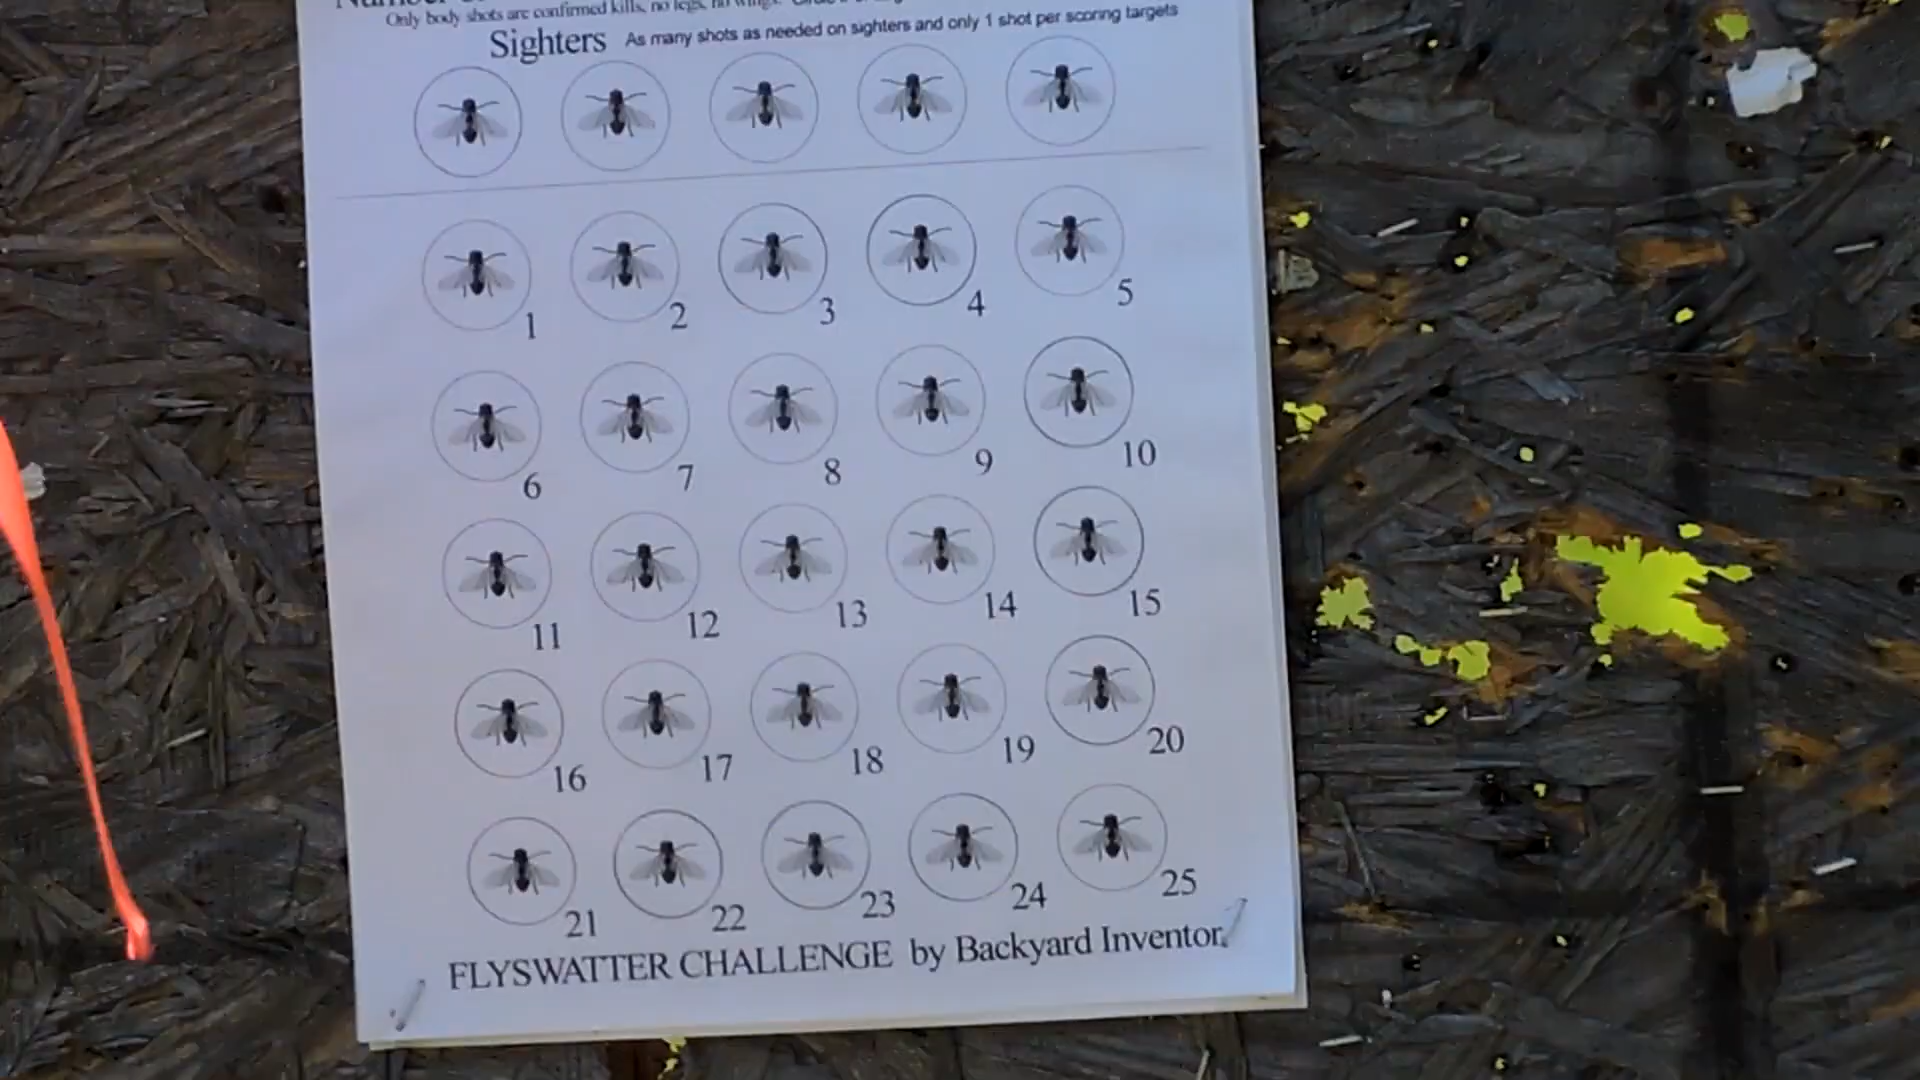 Only body shots are confirmed kills, no legs, no wings.
Sighters As many shots as needed on sighters and only 1 shot per scoring targets
1 2 3 4 5
6 7 8 9 10
11 12 13 14 15
16 17 18 19 20
21 22 23 24 25
FLYSWATTER CHALLENGE by Backyard Inventor.